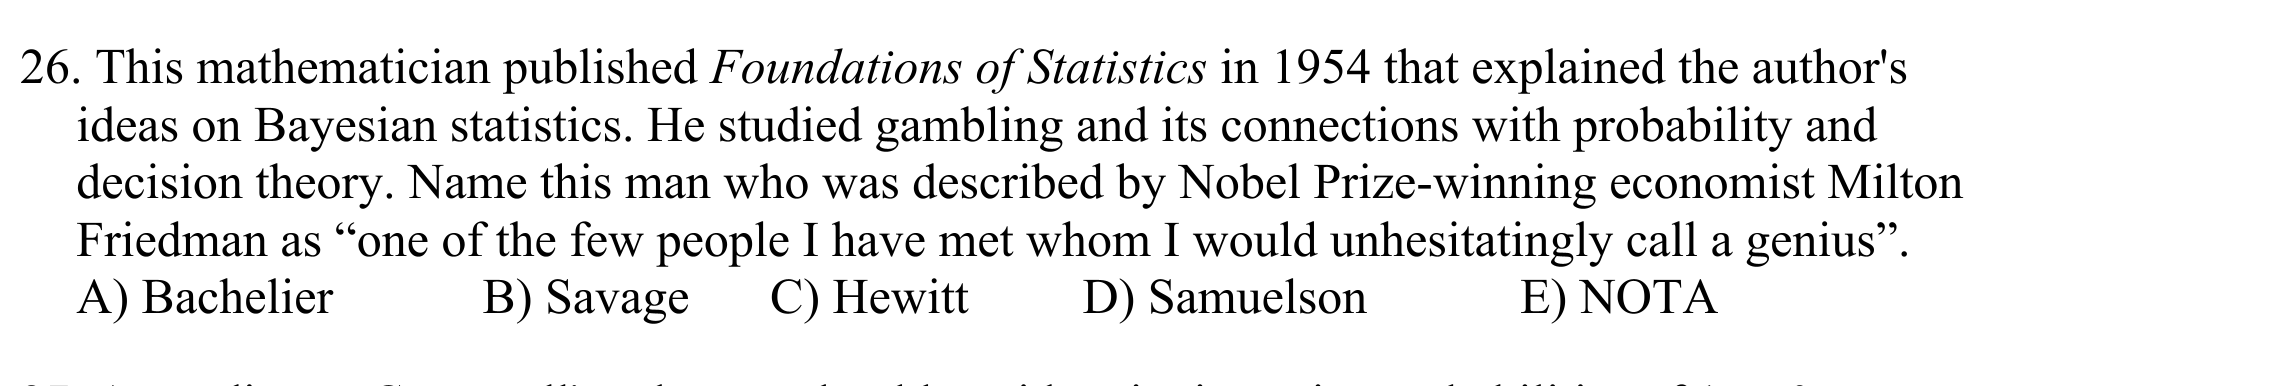 26. This mathematician published Foundations of Statistics in 1954 that explained the author's
ideas on Bayesian statistics. He studied gambling and its connections with probability and
decision theory. Name this man who was described by Nobel Prize-winning economist Milton
Friedman as “one of the few people I have met whom I would unhesitatingly call a genius”.
A) Bachelier B) Savage C) Hewitt D) Samuelson E) NOTA